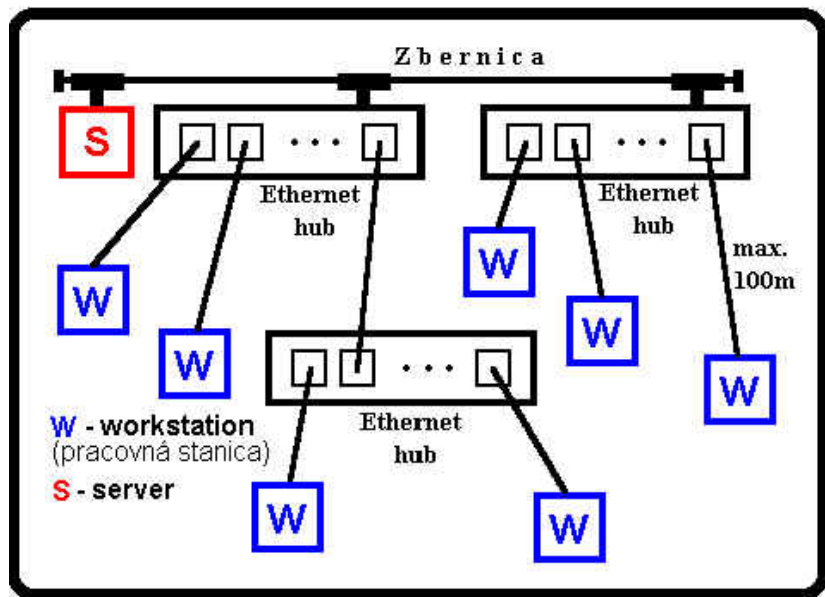 Zbernica
S
Ethernet
hub
Ethernet
hub
max.
100m
W
W
W
W
W
Ethernet
hub
W - workstation
(pracovná stanica)
S - server
W
W